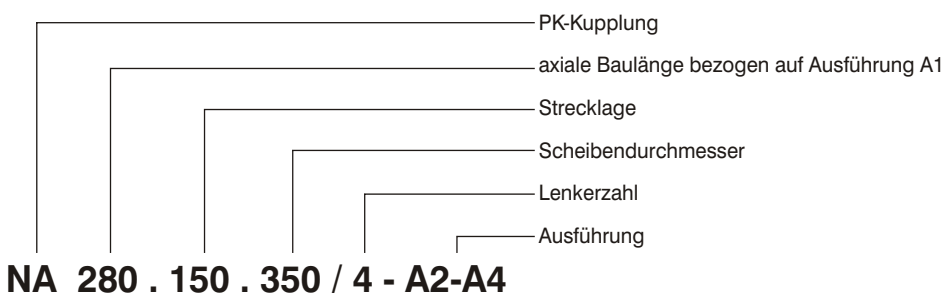 PK-Kupplung
axiale Baulänge bezogen auf Ausführung A1
Strecklage
Scheibendurchmesser
Lenkerzahl
Ausführung
NA 280 . 150 . 350 / 4 - A2-A4